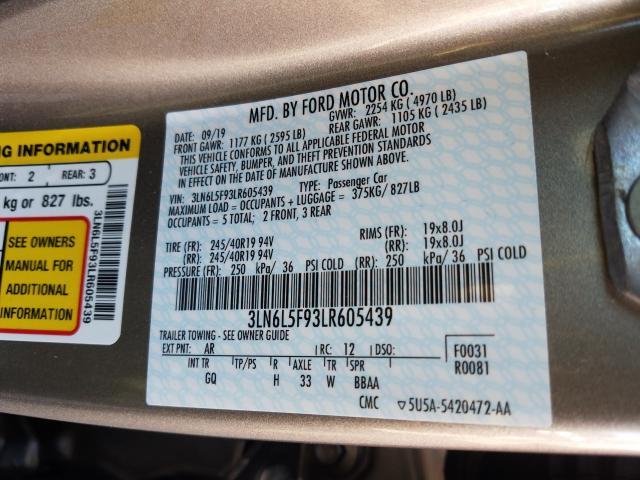 NG INFORMATION
ONT: 2 REAR: 3
kg or 827 lbs.
SEE OWNERS
MANUAL FOR
ADDITIONAL
INFORMATION
3LN6L5F93LR605439
MFD. BY FORD MOTOR CO.
DATE: 09/19 GVWR: 2254 KG ( 4970 LB)
FRONT GAWR: 1177 KG ( 2595 LB) REAR GAWR: 1105 KG ( 2435 LB)
THIS VEHICLE CONFORMS TO ALL APPLICABLE FEDERAL MOTOR
VEHICLE SAFETY, BUMPER, AND THEFT PREVENTION STANDARDS
IN EFFECT ON THE DATE OF MANUFACTURE SHOWN ABOVE.
VIN: 3LN6L5F93LR605439 TYPE: Passenger Car
MAXIMUM LOAD = OCCUPANTS + LUGGAGE = 375KG/ 827LB
OCCUPANTS = 5 TOTAL; 2 FRONT, 3 REAR
TIRE (FR): 245/40R19 94V RIMS (FR): 19x8.0J
(RR): 245/40R19 94V (RR): 19x8.0J
PRESSURE (FR): 250 kPa/ 36 PSI COLD (RR): 250 kPa/ 36 PSI COLD
3LN6L5F93LR605439
TRAILER TOWING - SEE OWNER GUIDE
EXT PNT: AR RC: 12 DSO: F0031
INT TR TP/PS R AXLE TR SPR R0081
GQ H 33 W BBAA
CMC ▽5U5A-5420472-AA